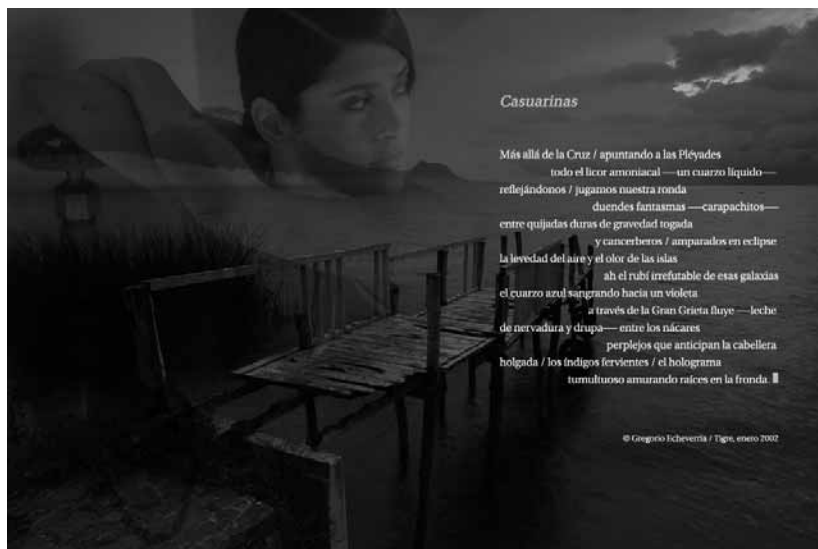 Casuarinas
Más allá de la Cruz / apuntando a las Pléyades
todo el licor amoniacal —un cuarzo líquido—
reflejándonos / jugamos nuestra ronda
duendes fantasmas —carapachitos—
entre quijadas duras de gravedad togada
y cancerberos / amparados en eclipse
la levedad del aire y el olor de las islas
ah el rubí irrefutable de esas galaxias
el cuarzo azul sangrando hacia un violeta
a través de la Gran Grieta fluye —leche
de nervadura y drupa— entre los nácares
perplejos que anticipan la cabellera
holgada / los índigos fervientes / el holograma
tumultuoso amurando raíces en la fronda.
© Gregorio Echeverría / Tigre, enero 2002